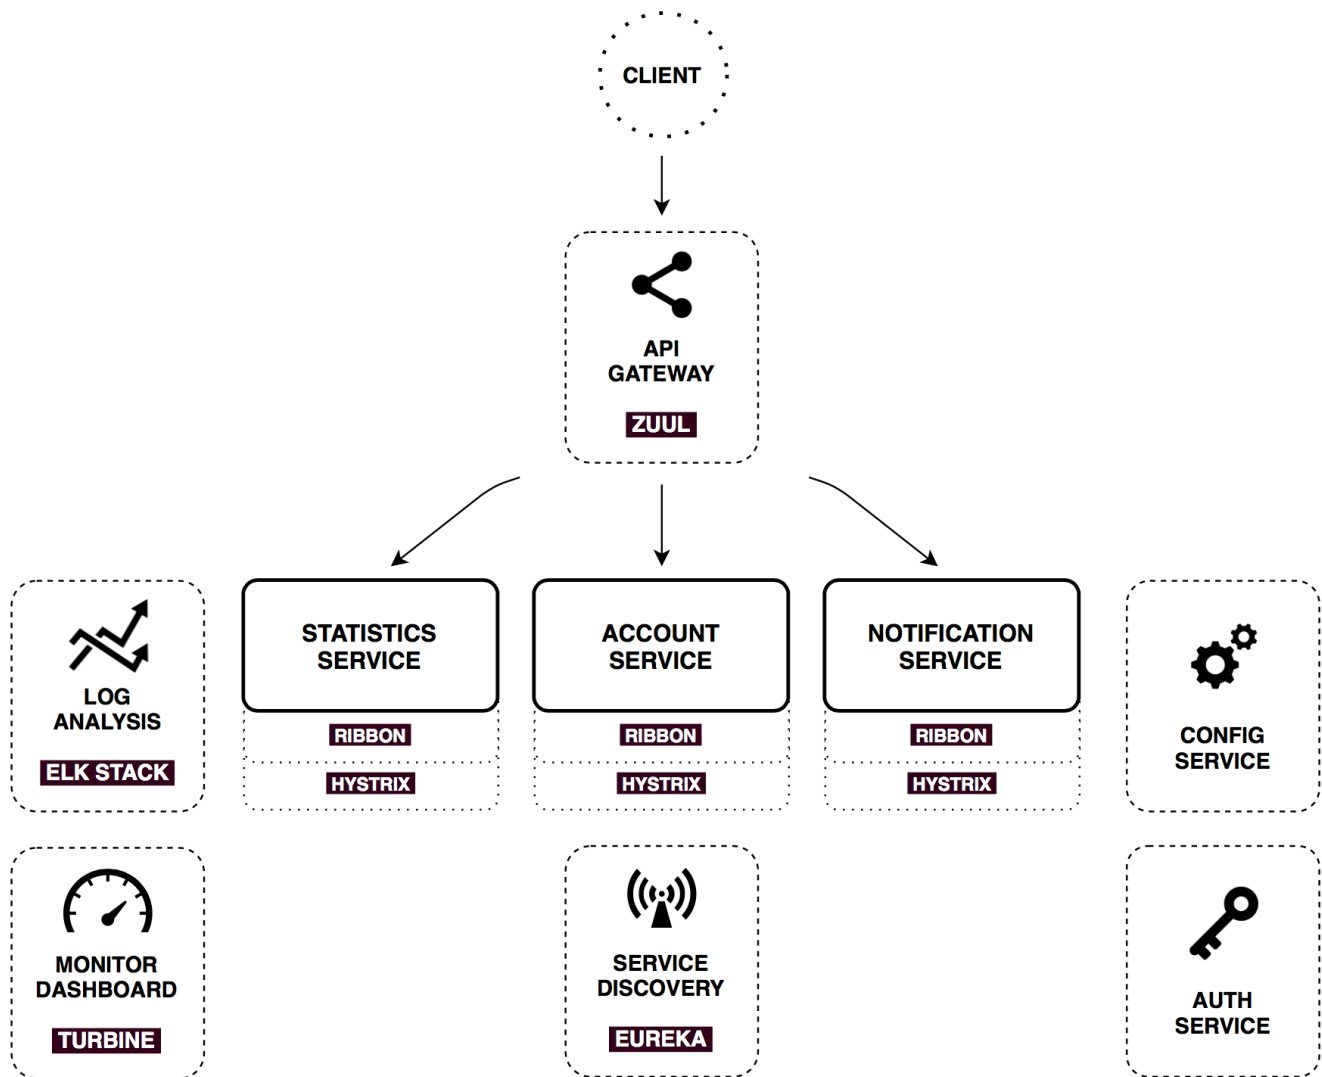 CLIENT
API
GATEWAY
ZUUL
STATISTICS
SERVICE
RIBBON
HYSTRIX
ACCOUNT
SERVICE
RIBBON
HYSTRIX
NOTIFICATION
SERVICE
RIBBON
HYSTRIX
LOG
ANALYSIS
ELK STACK
CONFIG
SERVICE
MONITOR
DASHBOARD
TURBINE
SERVICE
DISCOVERY
EUREKA
AUTH
SERVICE